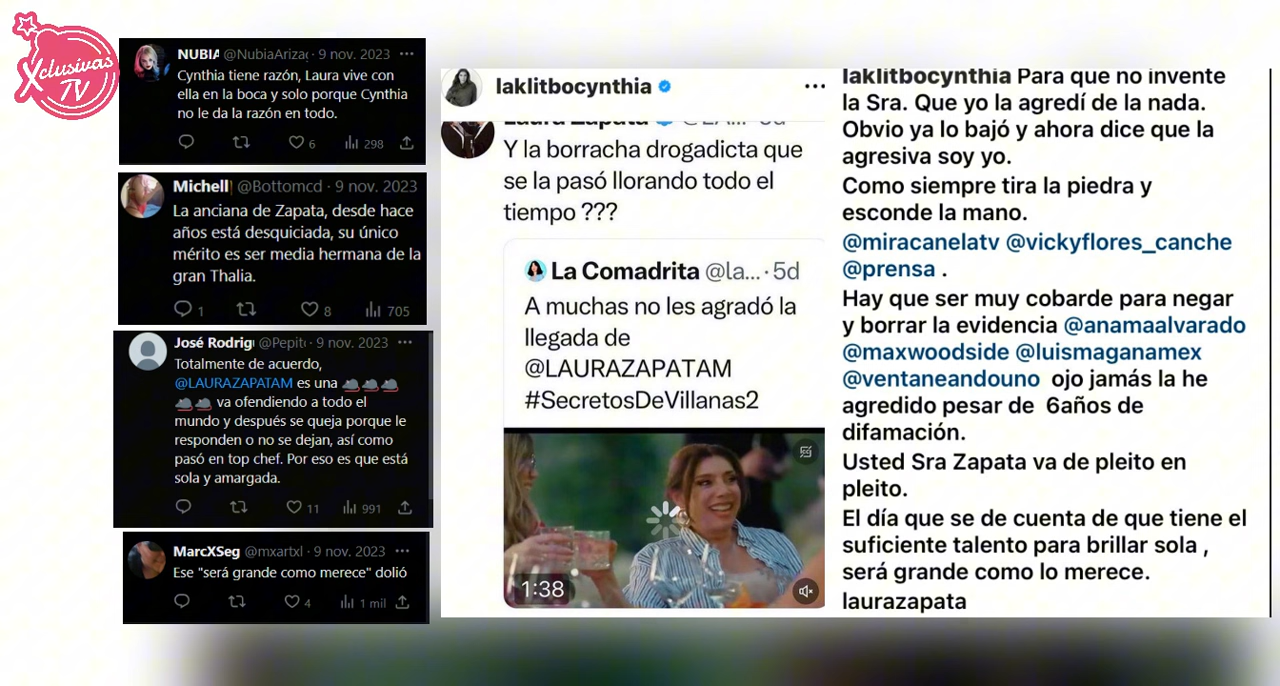 Xclusivas
TV
NUBIA @NubiaArizag · 9 nov. 2023 ···
Cynthia tiene razón, Laura vive con
ella en la boca y solo porque Cynthia
no le da la razón en todo.
6 298
Michell @Bottomcd · 9 nov. 2023
La anciana de Zapata, desde hace
años está desquiciada, su único
mérito es ser media hermana de la
gran Thalia.
1 8 705
José Rodrig @Pepit · 9 nov. 2023 ···
Totalmente de acuerdo,
@LAURAZAPATAM es una 🐀🐀🐀
🐀🐀 va ofendiendo a todo el
mundo y después se queja porque le
responden o no se dejan, así como
pasó en top chef. Por eso es que está
sola y amargada.
11 991
MarcXSeg @mxartxl · 9 nov. 2023 ···
Ese "será grande como merece" dolió
4 1 mil
laklitbocynthia ···
Laura Zapata @LA... · 5d
Y la borracha drogadicta que
se la pasó llorando todo el
tiempo ???
La Comadrita @la... · 5d
A muchas no les agradó la
llegada de
@LAURAZAPATAM
#SecretosDeVillanas2
1:38
laklitbocynthia Para que no invente
la Sra. Que yo la agredí de la nada.
Obvio ya lo bajó y ahora dice que la
agresiva soy yo.
Como siempre tira la piedra y
esconde la mano.
@miracanelatv @vickyflores_canche
@prensa .
Hay que ser muy cobarde para negar
y borrar la evidencia @anamaalvarado
@maxwoodside @luismaganamex
@ventaneandouno ojo jamás la he
agredido pesar de 6años de
difamación.
Usted Sra Zapata va de pleito en
pleito.
El día que se de cuenta de que tiene el
suficiente talento para brillar sola ,
será grande como lo merece.
laurazapata